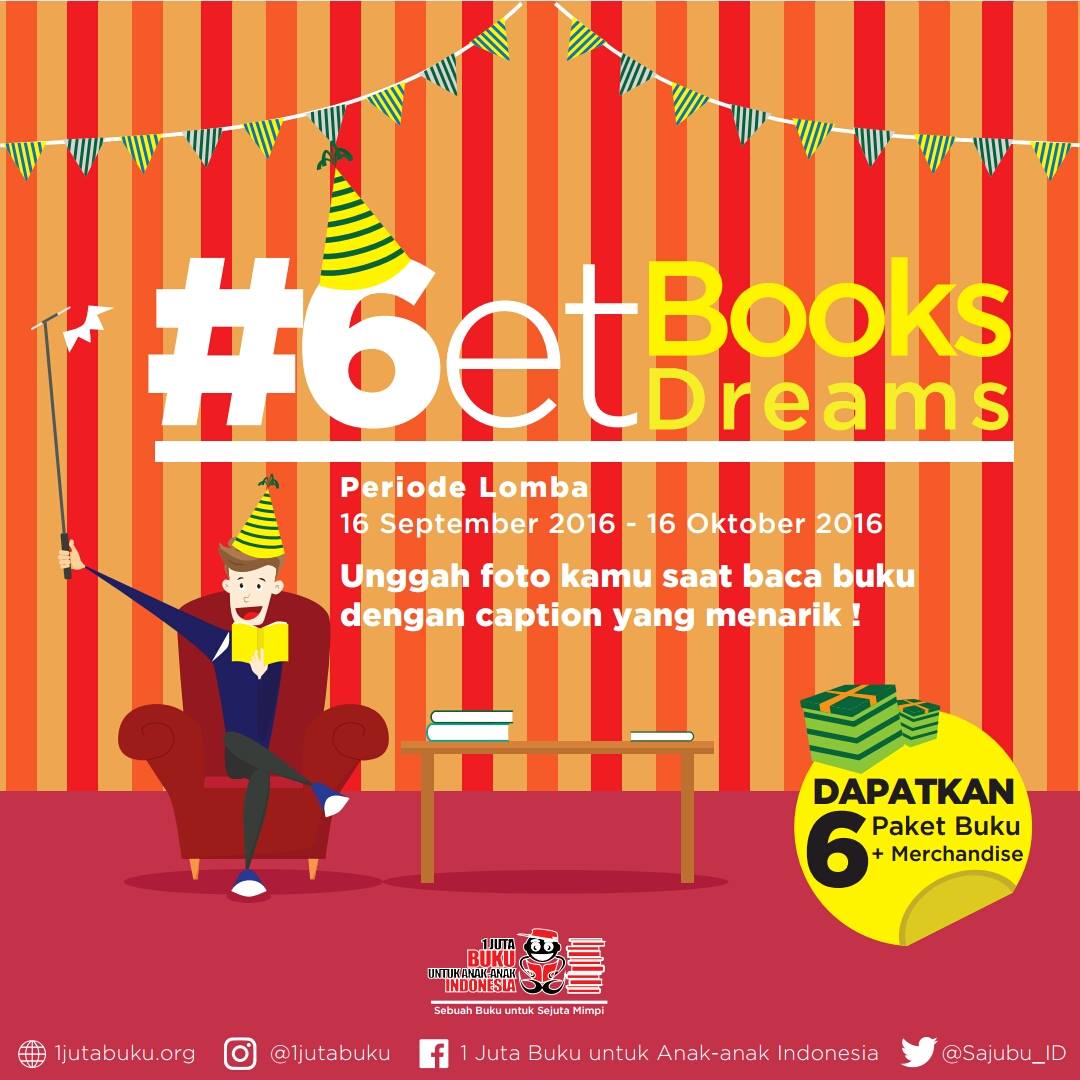 #6et Books
Dreams
Periode Lomba
16 September 2016 - 16 Oktober 2016
Unggah foto kamu saat baca buku
dengan caption yang menarik !
DAPATKAN
6 Paket Buku
+ Merchandise
1 JUTA
BUKU
UNTUK ANAK-ANAK
INDONESIA
Sebuah Buku untuk Sejuta Mimpi
1jutabuku.org @1jutabuku 1 Juta Buku untuk Anak-anak Indonesia @Sajubu_ID